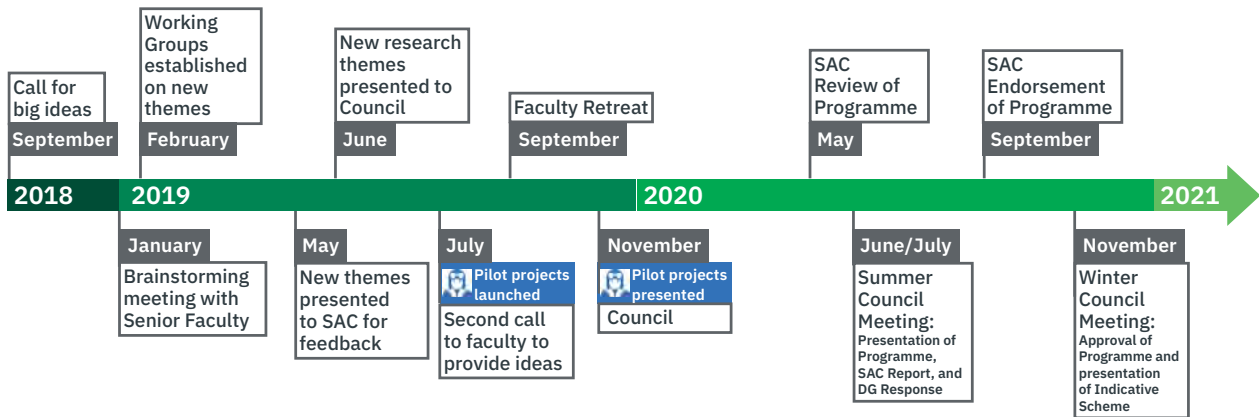 Call for
big ideas
September
Working
Groups
established
on new
themes
February
New research
themes
presented to
Council
June
Faculty Retreat
September
SAC
Review of
Programme
May
SAC
Endorsement
of Programme
September
2018
2019
2020
2021
January
Brainstorming
meeting with
Senior Faculty
May
New themes
presented
to SAC for
feedback
July
Pilot projects
launched
Second call
to faculty to
provide ideas
November
Pilot projects
presented
Council
June/July
Summer
Council
Meeting:
Presentation of
Programme,
SAC Report, and
DG Response
November
Winter
Council
Meeting:
Approval of
Programme and
presentation
of Indicative
Scheme